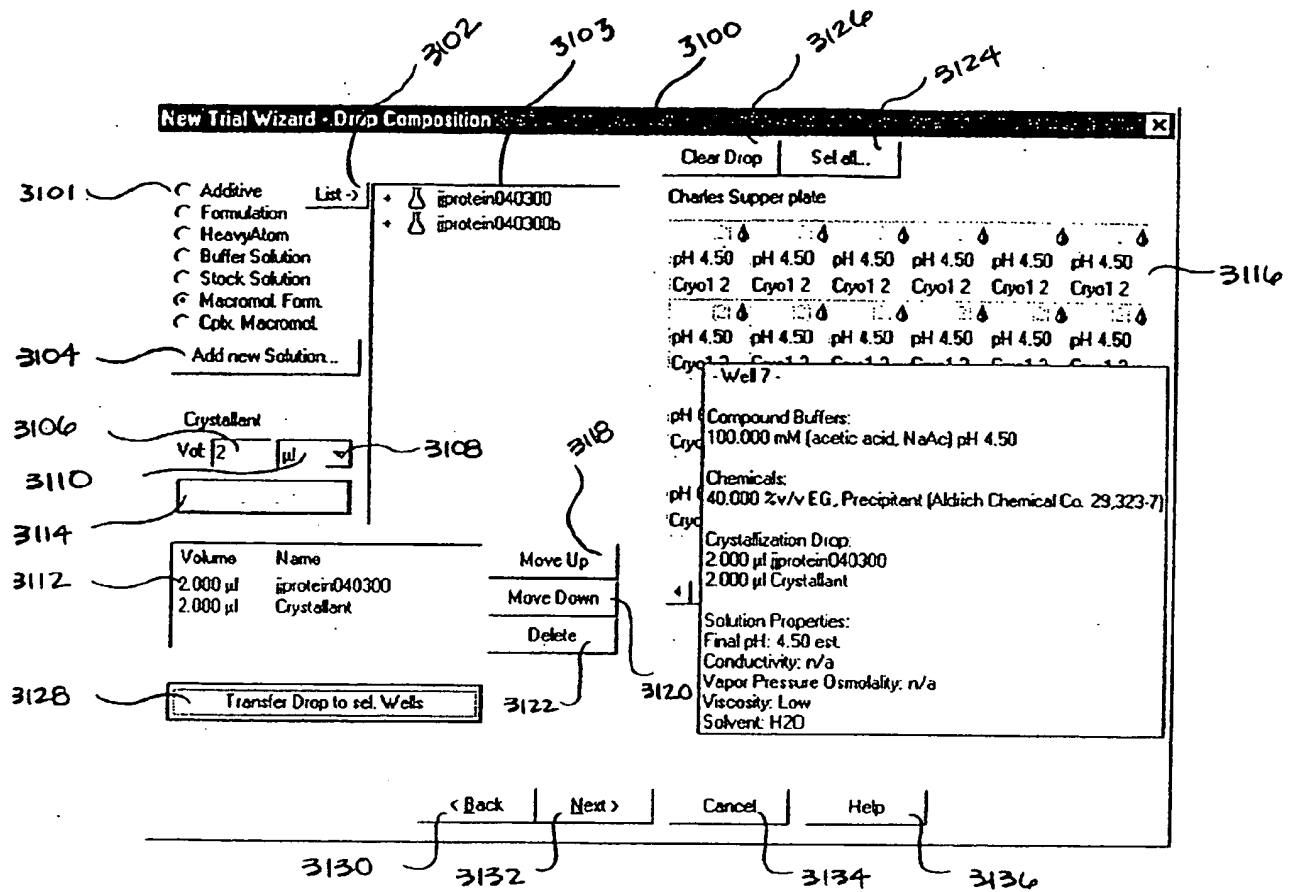 3102
3103
3100
3126
3124
New Trial Wizard - Drop Composition
Clear Drop
Sel all...
3101
Additive
List ->
Formulation
HeavyAtom
Buffer Solution
Stock Solution
Macromol. Form.
Cplx. Macromol.
+ jjprotein040300
+ jjprotein040300b
Charles Supper plate
pH 4.50 pH 4.50 pH 4.50 pH 4.50 pH 4.50 pH 4.50
Cryo1 2 Cryo1 2 Cryo1 2 Cryo1 2 Cryo1 2 Cryo1 2
3116
pH 4.50 pH 4.50 pH 4.50 pH 4.50 pH 4.50 pH 4.50
3104
Add new Solution...
Crystallant
3106
Vol: 2 µl
3108
3110
3114
3118
- Well 7 -
Compound Buffers:
100.000 mM (acetic acid, NaAc) pH 4.50
Chemicals:
40.000 %v/v EG, Precipitant (Aldrich Chemical Co. 29,323-7)
Crystallization Drop:
2.000 µl jjprotein040300
2.000 µl Crystallant
Solution Properties:
Final pH: 4.50 est.
Conductivity: n/a
Vapor Pressure Osmolality: n/a
Viscosity: Low
Solvent: H2O
Volume Name
3112
2.000 µl jjprotein040300
2.000 µl Crystallant
Move Up
Move Down
Delete
3120
3122
3128
Transfer Drop to sel. Wells
< Back
Next >
Cancel
Help
3130
3132
3134
3136